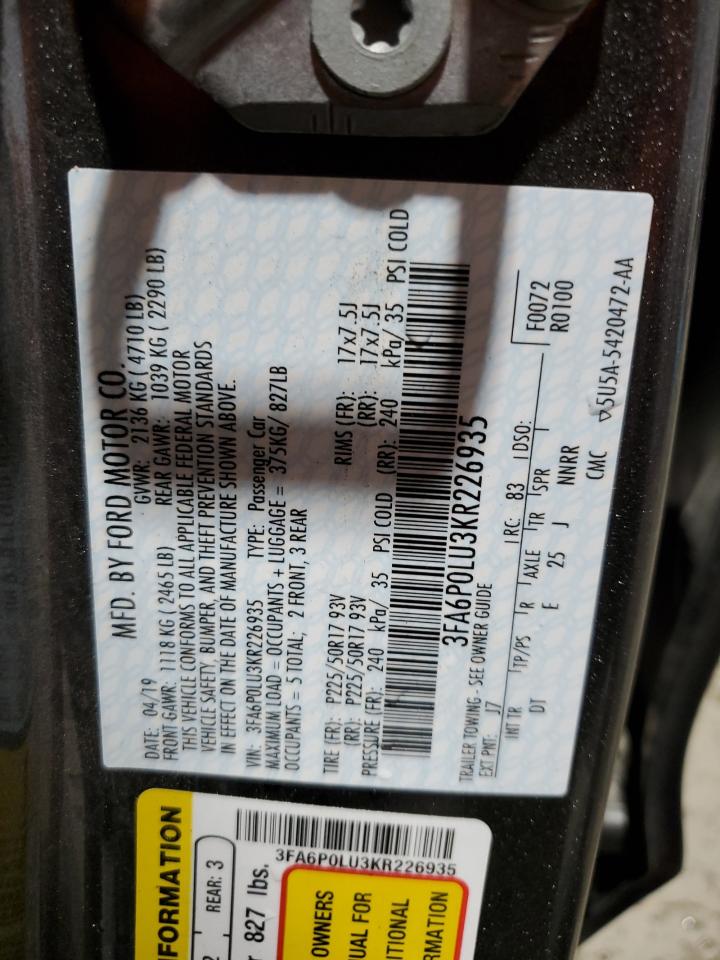 MFD. BY FORD MOTOR CO.
DATE: 04/19 GVWR: 2136 KG ( 4710 LB)
FRONT GAWR: 1118 KG ( 2465 LB) REAR GAWR: 1039 KG ( 2290 LB)
THIS VEHICLE CONFORMS TO ALL APPLICABLE FEDERAL MOTOR
VEHICLE SAFETY, BUMPER, AND THEFT PREVENTION STANDARDS
IN EFFECT ON THE DATE OF MANUFACTURE SHOWN ABOVE.
VIN: 3FA6P0LU3KR226935 TYPE: Passenger Car
MAXIMUM LOAD = OCCUPANTS + LUGGAGE = 375KG/ 827LB
OCCUPANTS = 5 TOTAL; 2 FRONT, 3 REAR
TIRE (FR): P225/50R17 93V RIMS (FR): 17x7.5J
(RR): P225/50R17 93V (RR): 17x7.5J
PRESSURE (FR): 240 kPa/ 35 PSI COLD (RR): 240 kPa/ 35 PSI COLD
3FA6P0LU3KR226935
TRAILER TOWING - SEE OWNER GUIDE
EXT PNT: J7 RC: 83 DSO: F0072
INT TR TP/PS R AXLE TR SPR R0100
DT E 25 J NNRR
CMC 5U5A-5420472-AA
NFORMATION
2 REAR: 3
r 827 lbs.
3FA6P0LU3KR226935
OWNERS
UAL FOR
ITIONAL
RMATION